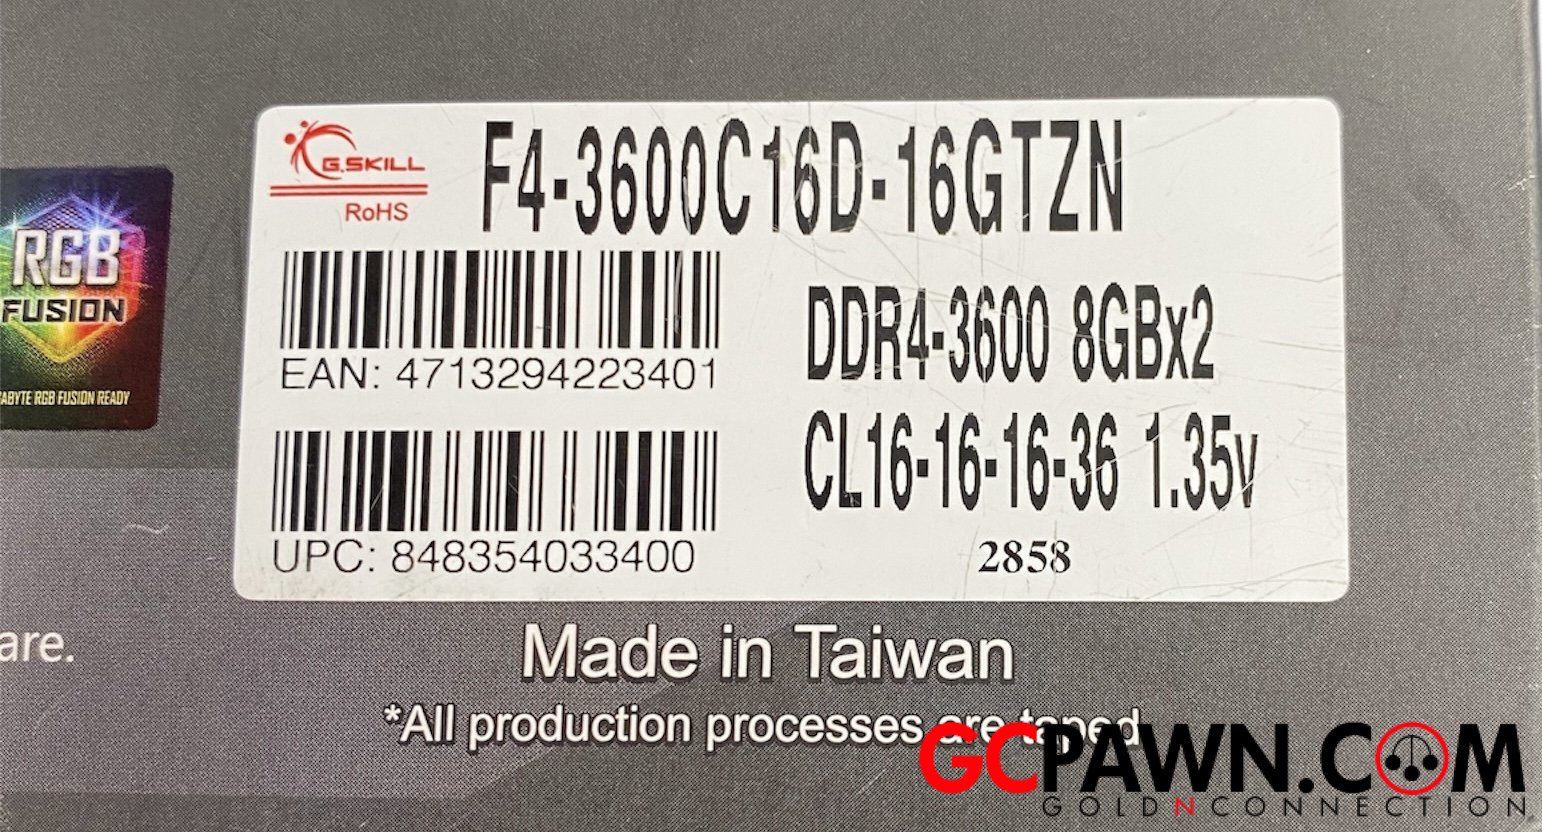 G.SKILL
RoHS
F4-3600C16D-16GTZN
RGB
FUSION
ABYTE RGB FUSION READY
EAN: 4713294223401
DDR4-3600 8GBx2
CL16-16-16-36 1.35v
UPC: 848354033400
2858
are.
Made in Taiwan
*All production processes are taped
GCPAWN.COM
GOLDNCONNECTION